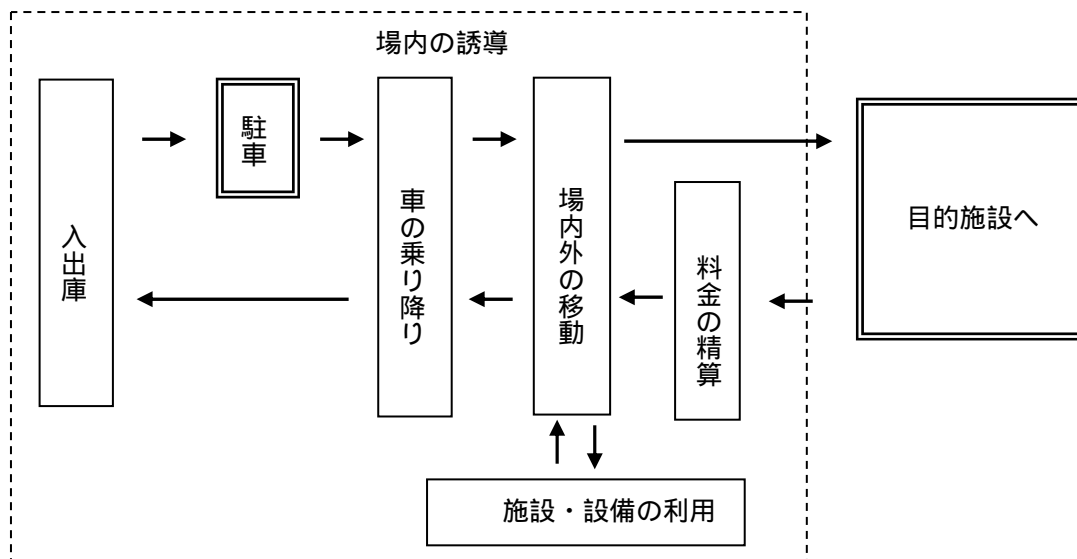 場内の誘導
入出庫
駐車
車の乗り降り
場内外の移動
料金の精算
目的施設へ
施設・設備の利用